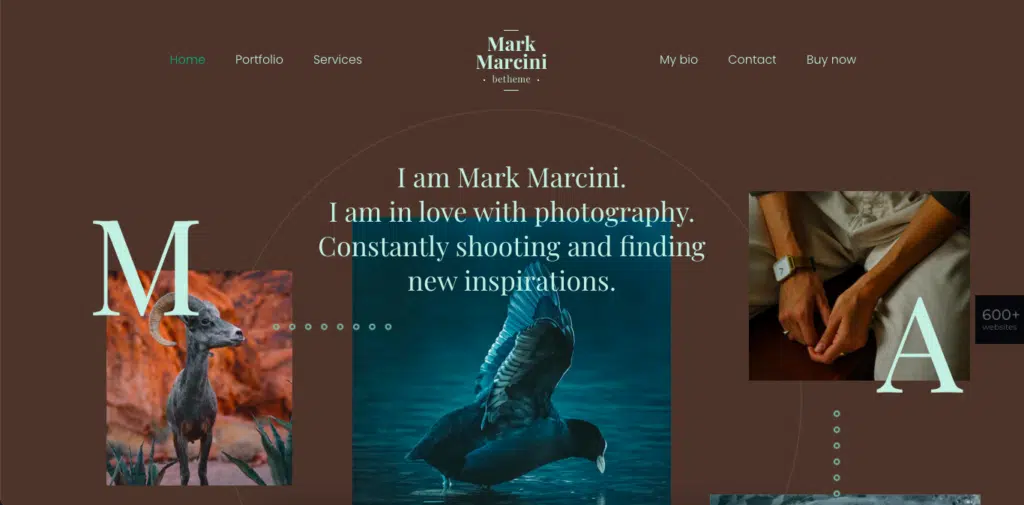 Home Portfolio Services
Mark
Marcini
· betheme ·
My bio Contact Buy now
I am Mark Marcini.
I am in love with photography.
Constantly shooting and finding
new inspirations.
M
A
600+
websites